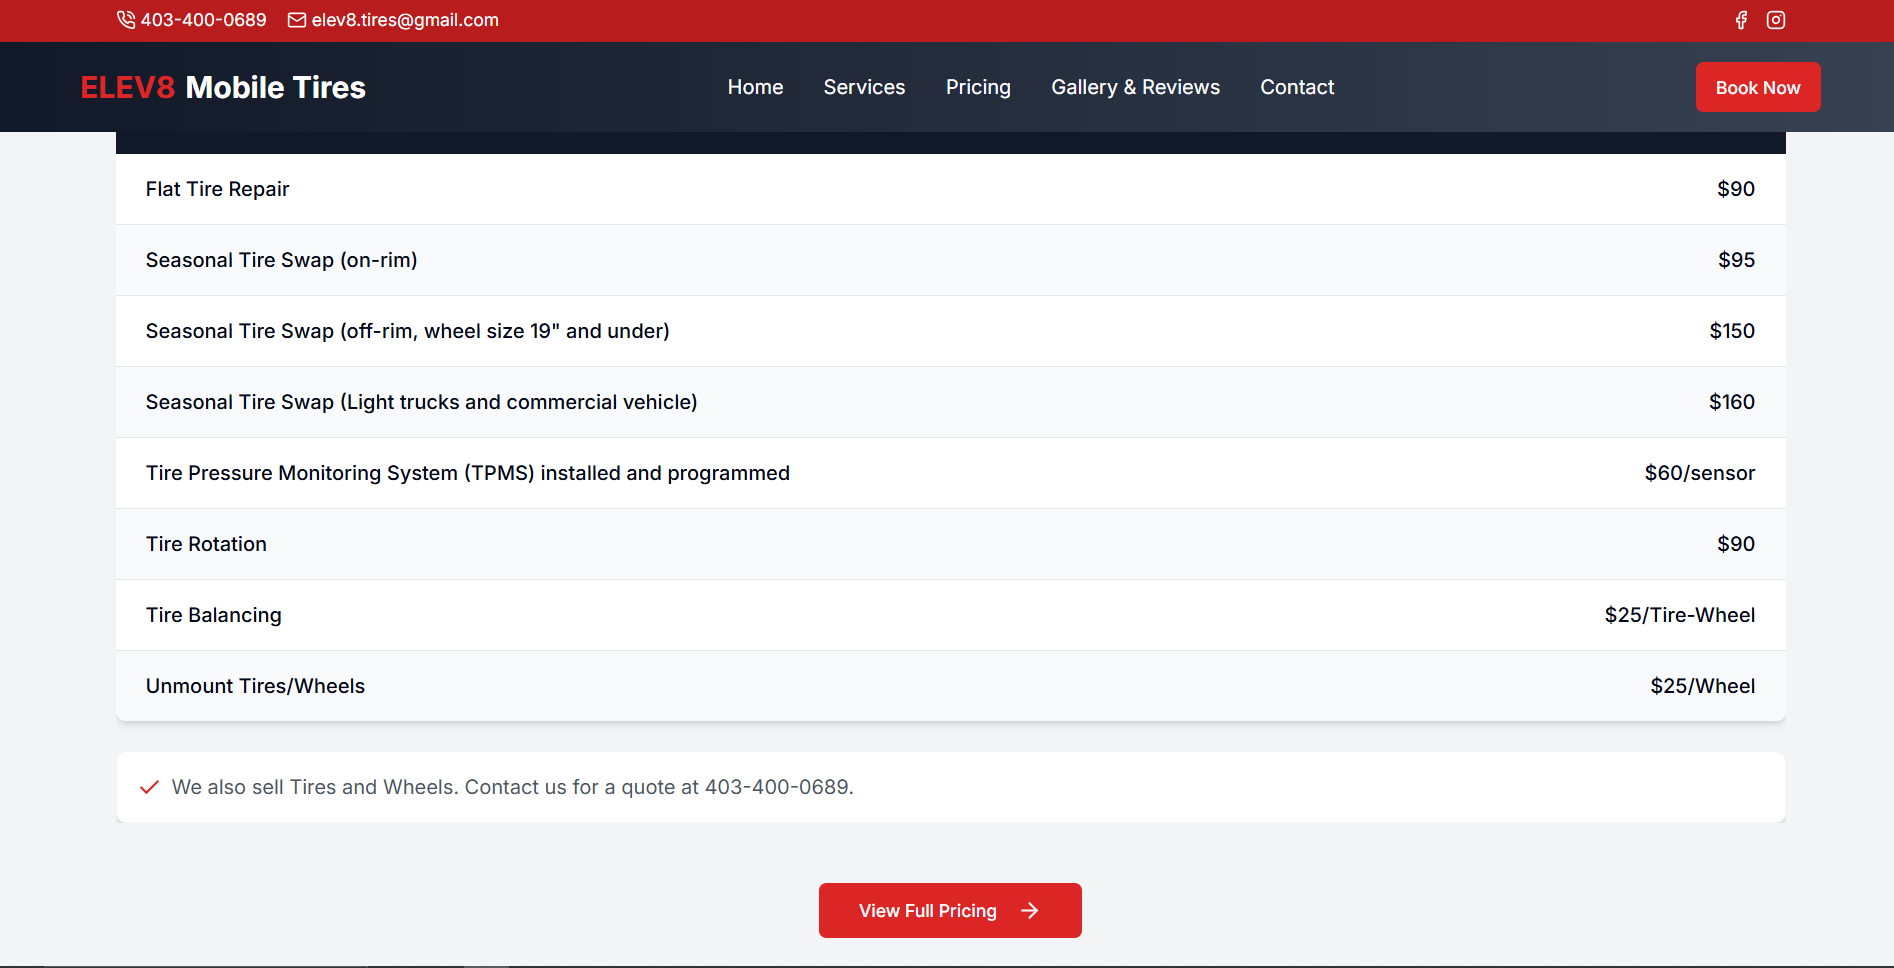 403-400-0689 elev8.tires@gmail.com
ELEV8 Mobile Tires Home Services Pricing Gallery & Reviews Contact Book Now
Flat Tire Repair $90
Seasonal Tire Swap (on-rim) $95
Seasonal Tire Swap (off-rim, wheel size 19" and under) $150
Seasonal Tire Swap (Light trucks and commercial vehicle) $160
Tire Pressure Monitoring System (TPMS) installed and programmed $60/sensor
Tire Rotation $90
Tire Balancing $25/Tire-Wheel
Unmount Tires/Wheels $25/Wheel
We also sell Tires and Wheels. Contact us for a quote at 403-400-0689.
View Full Pricing